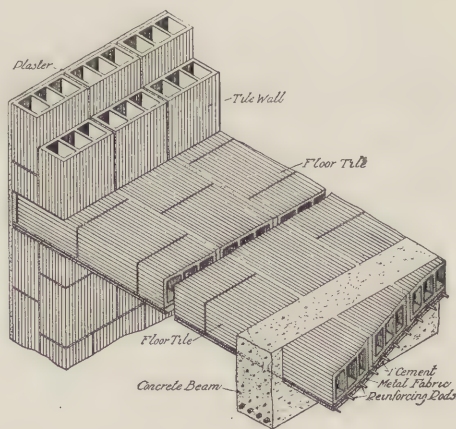 Plaster
Tile Wall
Floor Tile
Floor Tile
Concrete Beam
1" Cement
Metal Fabric
Reinforcing Rods